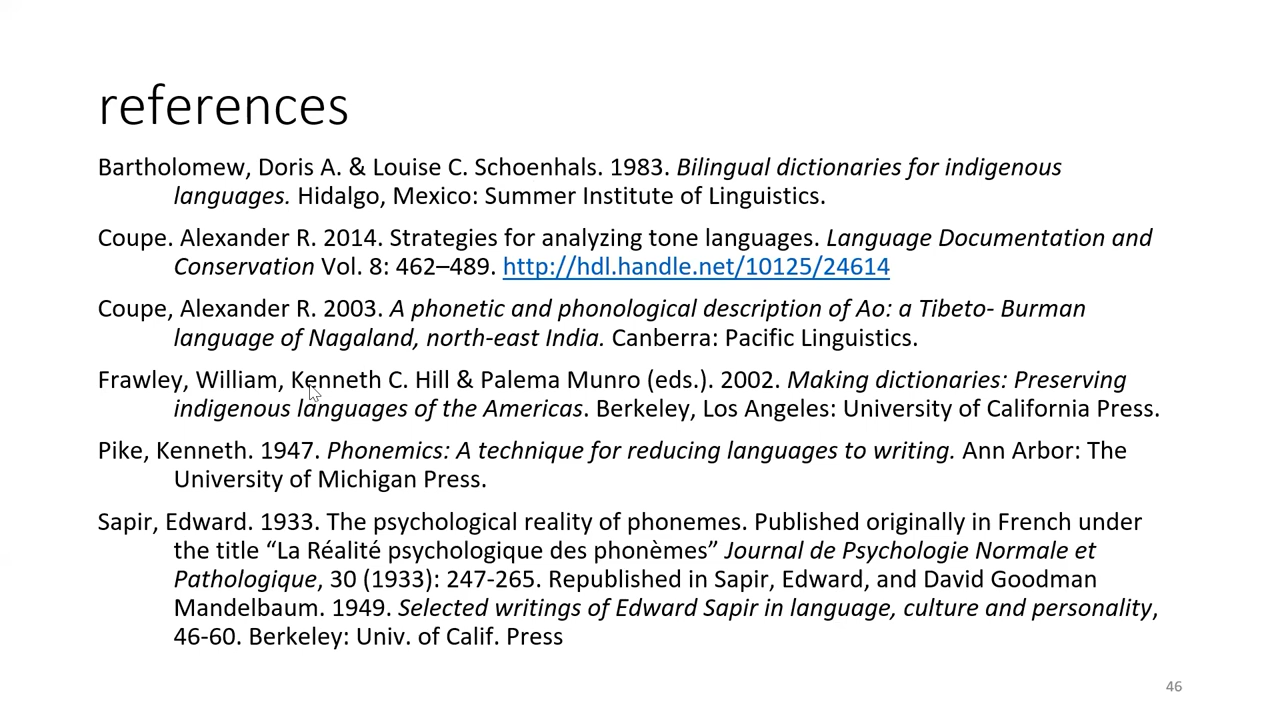 references
Bartholomew, Doris A. & Louise C. Schoenhals. 1983. Bilingual dictionaries for indigenous
languages. Hidalgo, Mexico: Summer Institute of Linguistics.
Coupe. Alexander R. 2014. Strategies for analyzing tone languages. Language Documentation and
Conservation Vol. 8: 462–489. http://hdl.handle.net/10125/24614
Coupe, Alexander R. 2003. A phonetic and phonological description of Ao: a Tibeto- Burman
language of Nagaland, north-east India. Canberra: Pacific Linguistics.
Frawley, William, Kenneth C. Hill & Palema Munro (eds.). 2002. Making dictionaries: Preserving
indigenous languages of the Americas. Berkeley, Los Angeles: University of California Press.
Pike, Kenneth. 1947. Phonemics: A technique for reducing languages to writing. Ann Arbor: The
University of Michigan Press.
Sapir, Edward. 1933. The psychological reality of phonemes. Published originally in French under
the title “La Réalité psychologique des phonèmes” Journal de Psychologie Normale et
Pathologique, 30 (1933): 247-265. Republished in Sapir, Edward, and David Goodman
Mandelbaum. 1949. Selected writings of Edward Sapir in language, culture and personality,
46-60. Berkeley: Univ. of Calif. Press
46